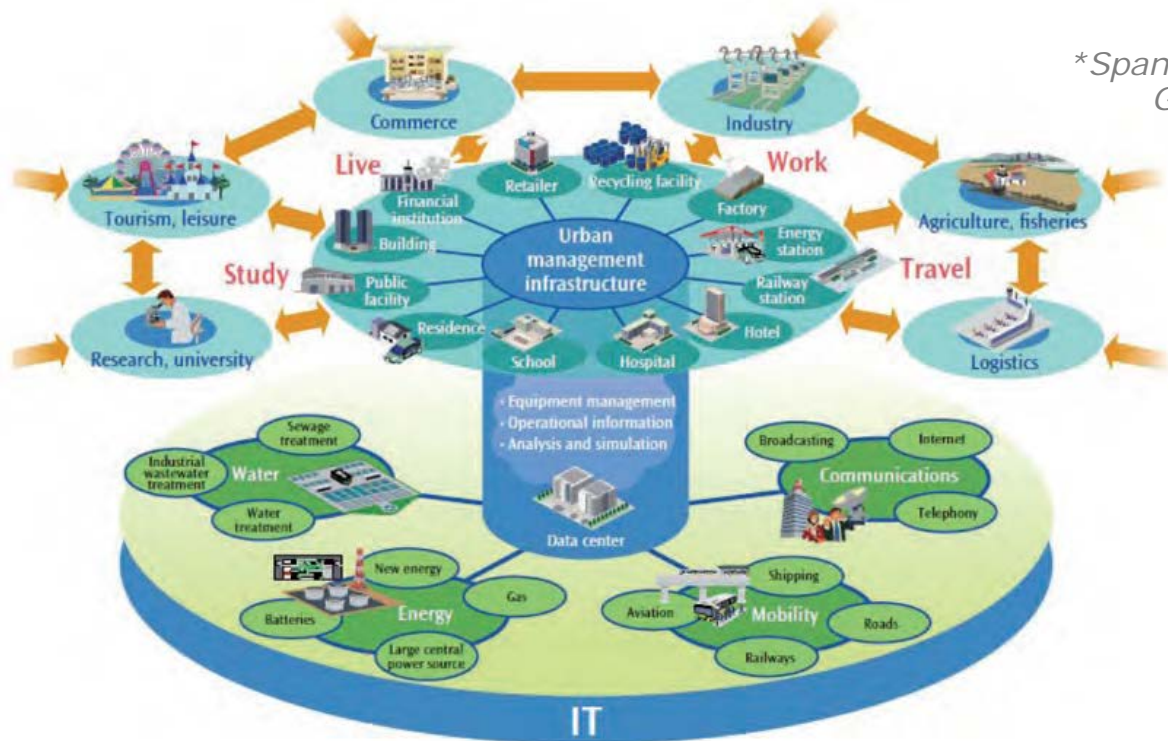 *Span
G
Commerce
Industry
Live
Work
Retailer
Recycling facility
Financial
institution
Factory
Tourism, leisure
Agriculture, fisheries
Building
Urban
management
infrastructure
Energy
station
Study
Public
facility
Railway
station
Travel
Residence
Hotel
School
Hospital
Research, university
Logistics
• Equipment management
• Operational information
• Analysis and simulation
Data center
Sewage
treatment
Industrial
wastewater
treatment
Water
Water
treatment
Broadcasting
Internet
Communications
Telephony
New energy
Gas
Batteries
Energy
Large central
power source
Shipping
Aviation
Mobility
Roads
Railways
IT